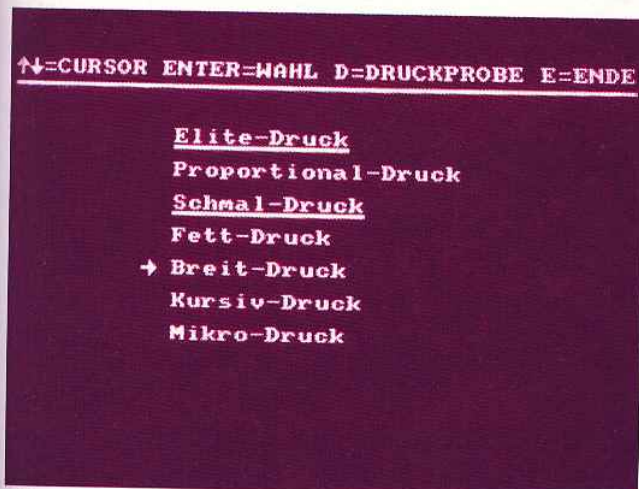 ↑↓=CURSOR ENTER=WAHL D=DRUCKPROBE E=ENDE
Elite-Druck
Proportional-Druck
Schmal-Druck
Fett-Druck
→ Breit-Druck
Kursiv-Druck
Mikro-Druck